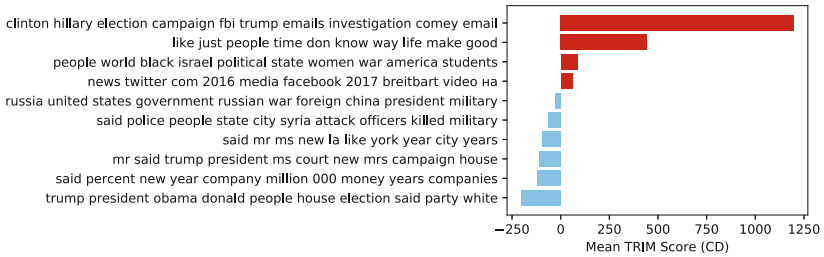 clinton hillary election campaign fbi trump emails investigation comey email
like just people time don know way life make good
people world black israel political state women war america students
news twitter com 2016 media facebook 2017 breitbart video на
russia united states government russian war foreign china president military
said police people state city syria attack officers killed military
said mr ms new la like york year city years
mr said trump president ms court new mrs campaign house
said percent new year company million 000 money years companies
trump president obama donald people house election said party white
−250 0 250 500 750 1000 1250
Mean TRIM Score (CD)